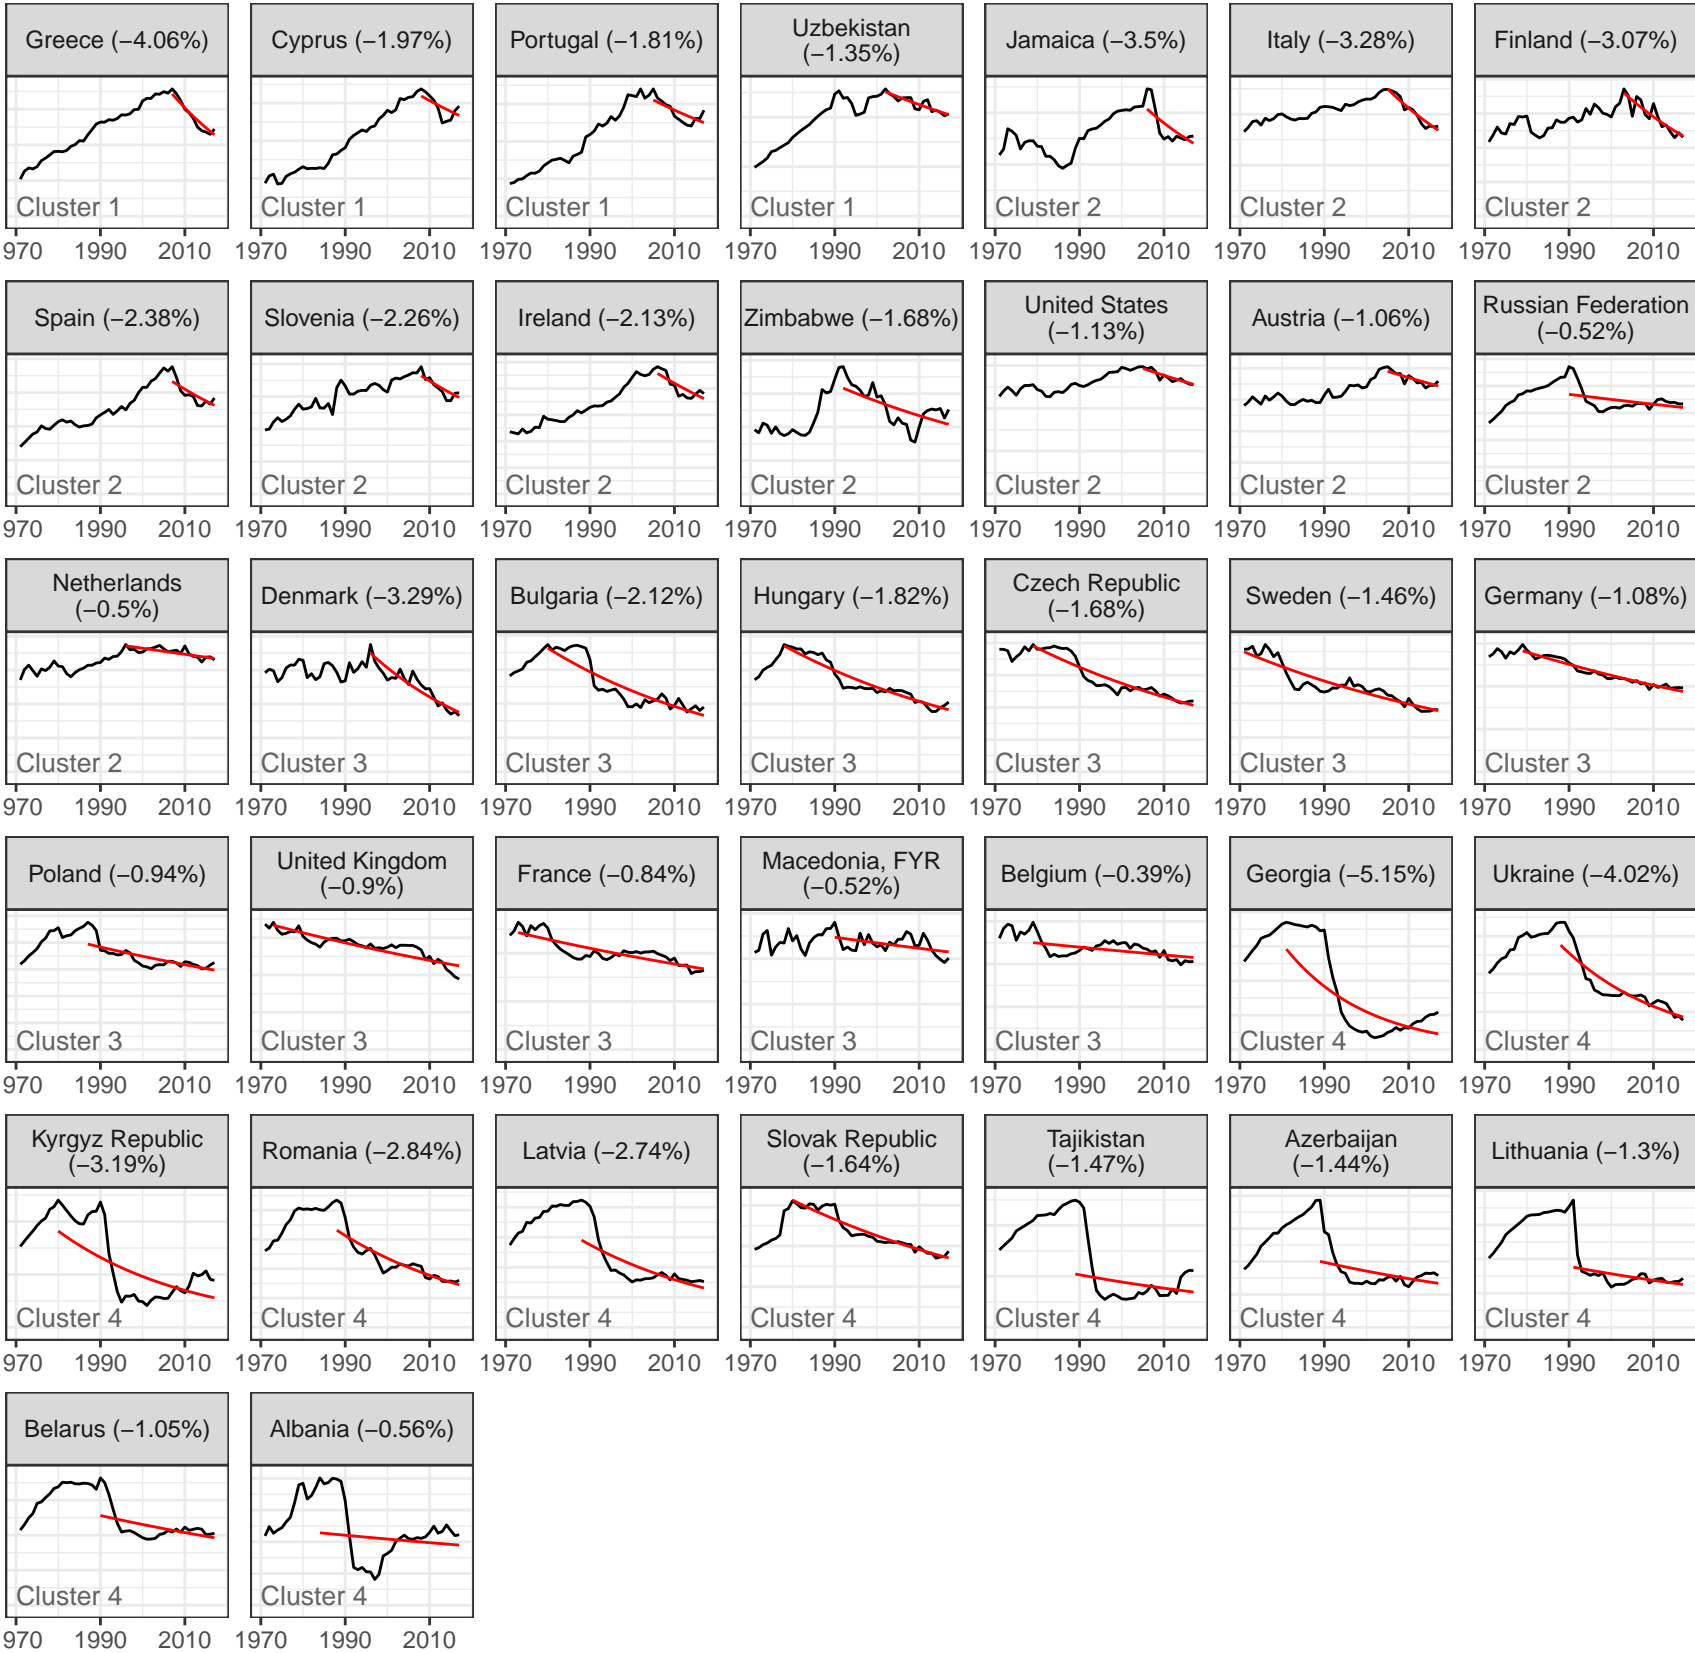 Greece (−4.06%)
Cyprus (−1.97%)
Portugal (−1.81%)
Uzbekistan
(−1.35%)
Jamaica (−3.5%)
Italy (−3.28%)
Finland (−3.07%)
Cluster 1
Cluster 1
Cluster 1
Cluster 1
Cluster 2
Cluster 2
Cluster 2
970 1990 2010 1970 1990 2010 1970 1990 2010 1970 1990 2010 1970 1990 2010 1970 1990 2010 1970 1990 2010
Spain (−2.38%)
Slovenia (−2.26%)
Ireland (−2.13%)
Zimbabwe (−1.68%)
United States
(−1.13%)
Austria (−1.06%)
Russian Federation
(−0.52%)
Cluster 2
Cluster 2
Cluster 2
Cluster 2
Cluster 2
Cluster 2
Cluster 2
970 1990 2010 1970 1990 2010 1970 1990 2010 1970 1990 2010 1970 1990 2010 1970 1990 2010 1970 1990 2010
Netherlands
(−0.5%)
Denmark (−3.29%)
Bulgaria (−2.12%)
Hungary (−1.82%)
Czech Republic
(−1.68%)
Sweden (−1.46%)
Germany (−1.08%)
Cluster 2
Cluster 3
Cluster 3
Cluster 3
Cluster 3
Cluster 3
Cluster 3
970 1990 2010 1970 1990 2010 1970 1990 2010 1970 1990 2010 1970 1990 2010 1970 1990 2010 1970 1990 2010
Poland (−0.94%)
United Kingdom
(−0.9%)
France (−0.84%)
Macedonia, FYR
(−0.52%)
Belgium (−0.39%)
Georgia (−5.15%)
Ukraine (−4.02%)
Cluster 3
Cluster 3
Cluster 3
Cluster 3
Cluster 3
Cluster 4
Cluster 4
970 1990 2010 1970 1990 2010 1970 1990 2010 1970 1990 2010 1970 1990 2010 1970 1990 2010 1970 1990 2010
Kyrgyz Republic
(−3.19%)
Romania (−2.84%)
Latvia (−2.74%)
Slovak Republic
(−1.64%)
Tajikistan
(−1.47%)
Azerbaijan
(−1.44%)
Lithuania (−1.3%)
Cluster 4
Cluster 4
Cluster 4
Cluster 4
Cluster 4
Cluster 4
Cluster 4
970 1990 2010 1970 1990 2010 1970 1990 2010 1970 1990 2010 1970 1990 2010 1970 1990 2010 1970 1990 2010
Belarus (−1.05%)
Albania (−0.56%)
Cluster 4
Cluster 4
970 1990 2010 1970 1990 2010